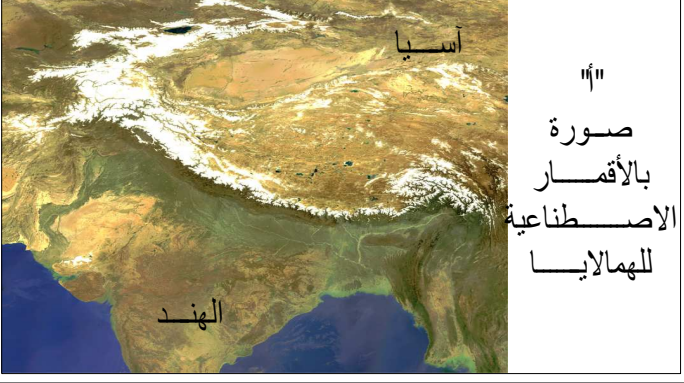 "أ"
صورة
بالأقمار
الاصطناعية
للهمالايا
آسيا
الهند